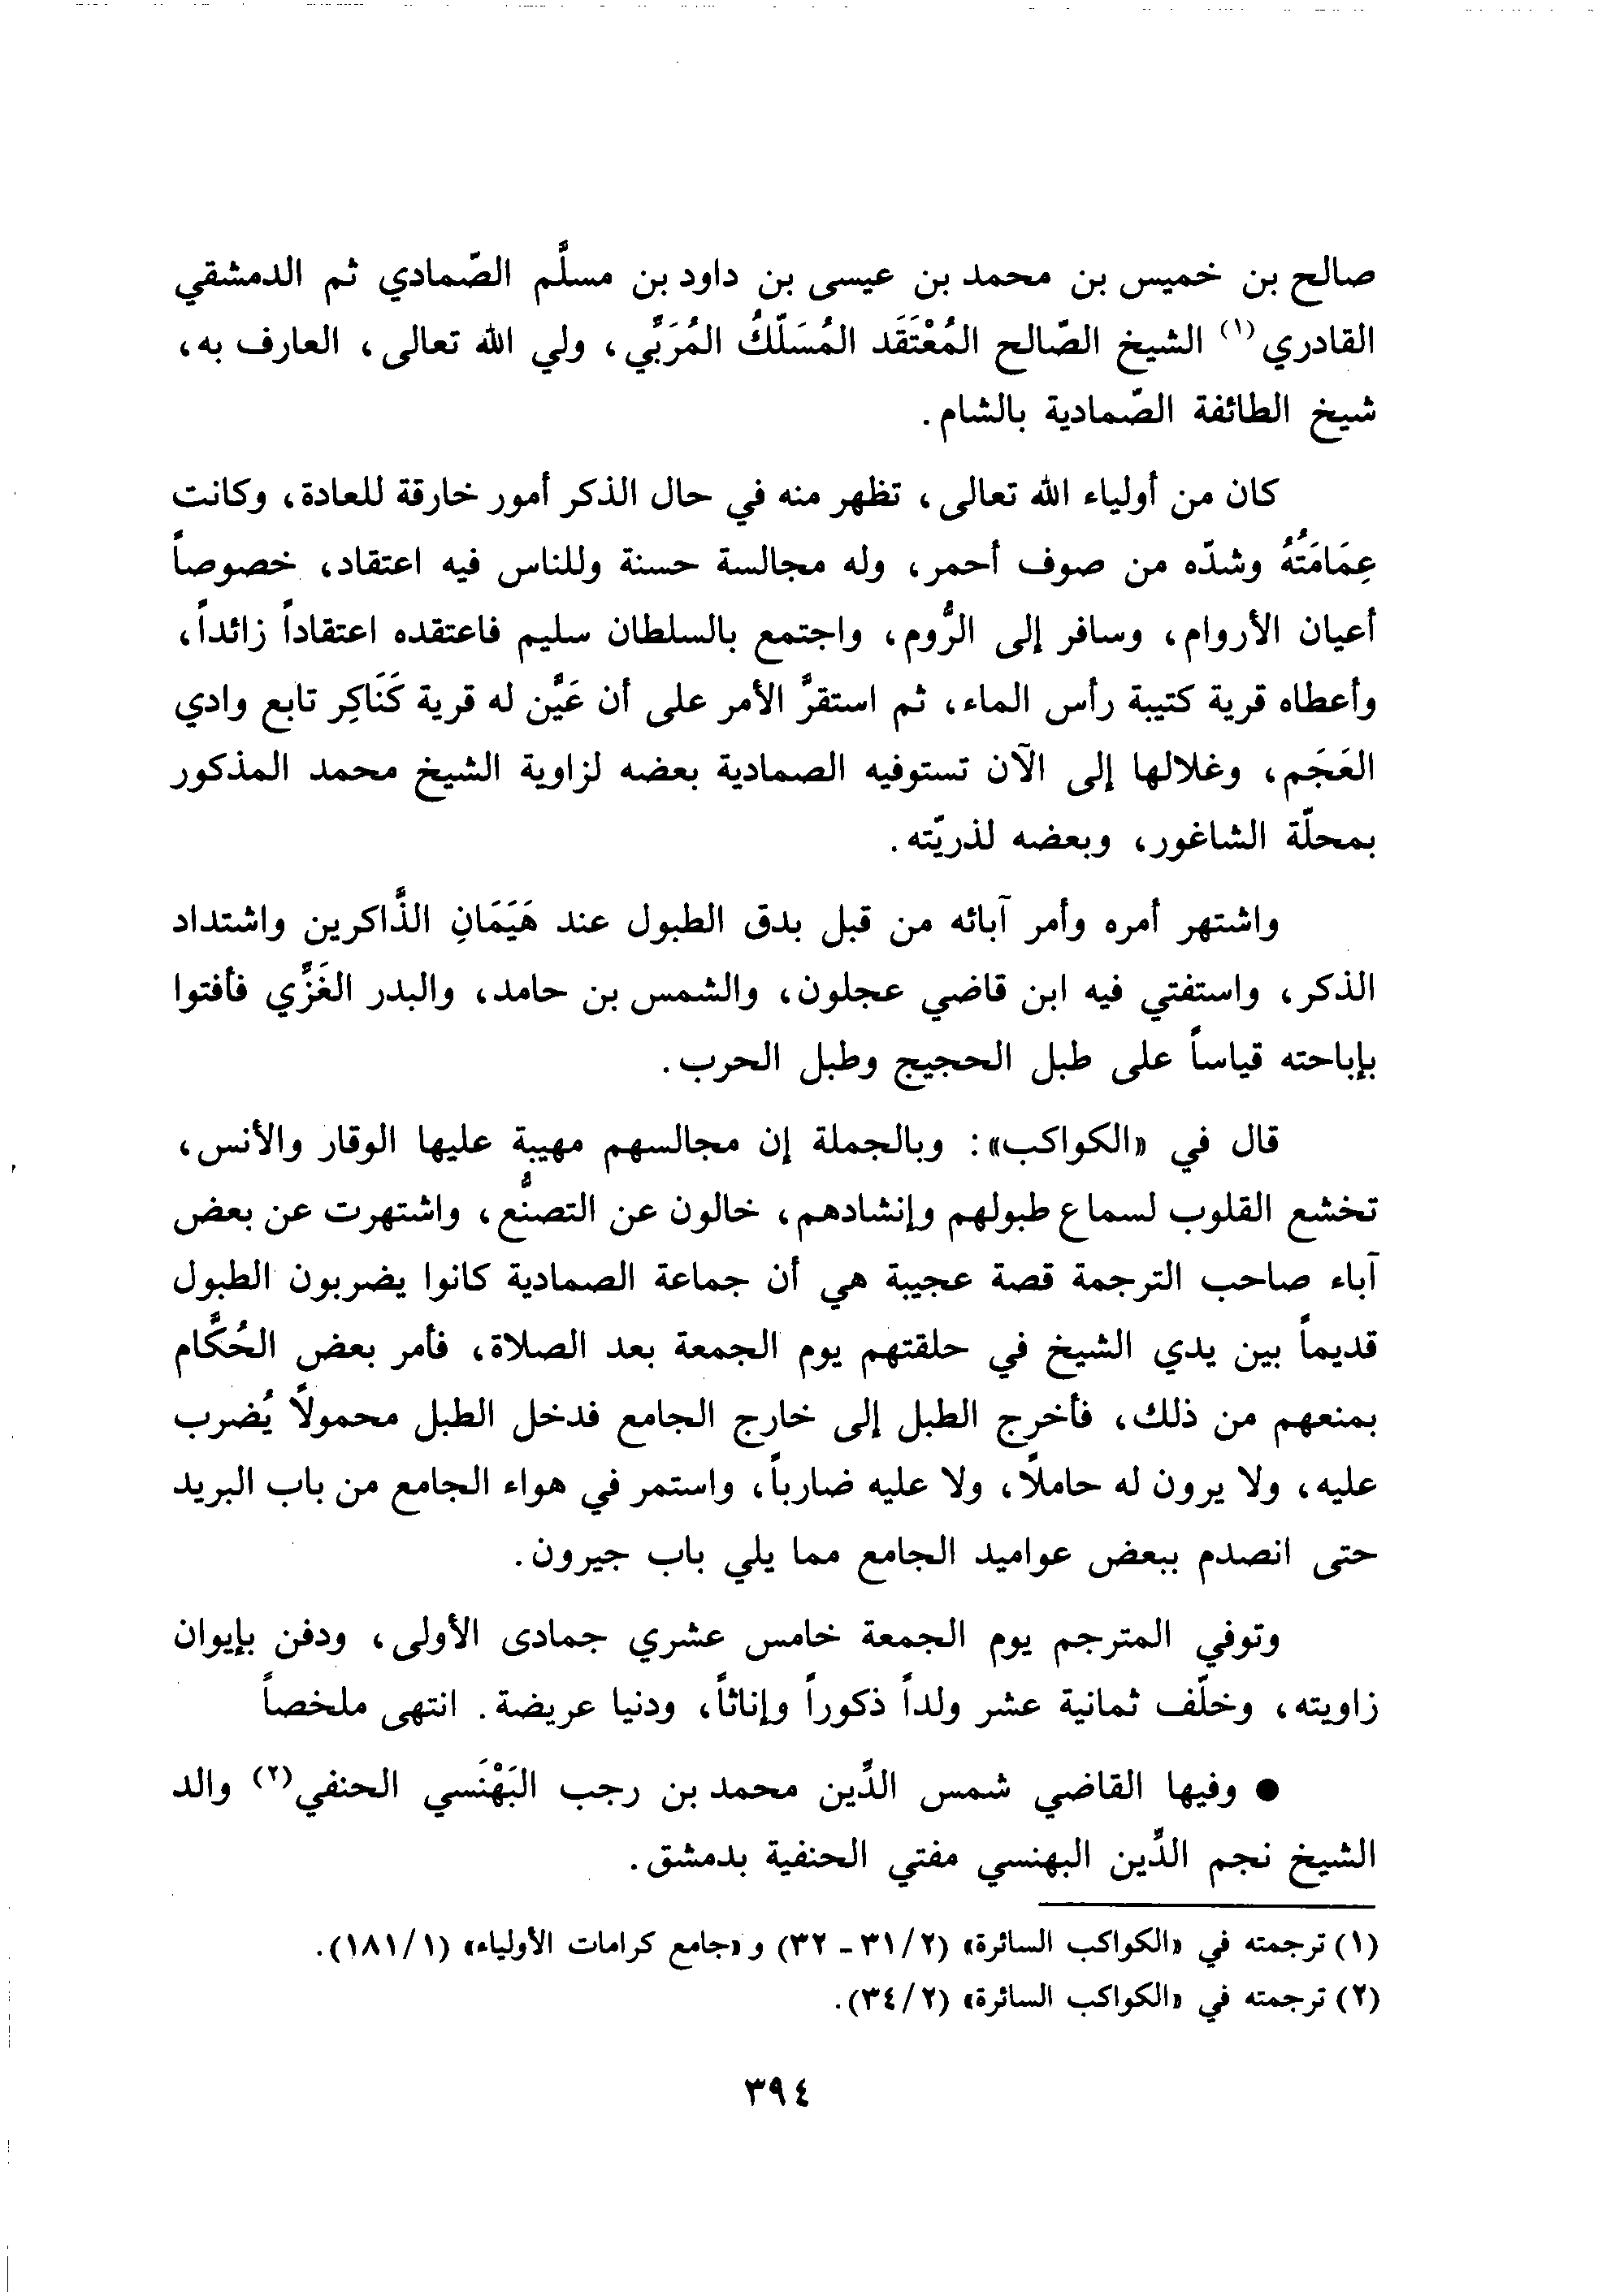 صالح بن خميس بن محمد بن عيسى بن داود بن مسلَّم الصّمادي ثم الدمشقي
القادري(١) الشيخ الصّالح المُعْتَقَد المُسَلِّكُ المُرَبِّي، ولي الله تعالى، العارف به،
شيخ الطائفة الصّمادية بالشام.
كان من أولياء الله تعالى، تظهر منه في حال الذكر أمور خارقة للعادة، وكانت
عِمَامَتُهُ وشدّه من صوف أحمر، وله مجالسة حسنة وللناس فيه اعتقاد، خصوصاً
أعيان الأروام، وسافر إلى الرُّوم، واجتمع بالسلطان سليم فاعتقده اعتقاداً زائداً،
وأعطاه قرية كتيبة رأس الماء، ثم استقرَّ الأمر على أن عَيَّن له قرية كَنَاكِر تابع وادي
العَجَم، وغلالها إلى الآن تستوفيه الصمادية بعضه لزاوية الشيخ محمد المذكور
بمحلّة الشاغور، وبعضه لذريّته.
واشتهر أمره وأمر آبائه من قبل بدق الطبول عند هَيَمَانِ الذَّاكرين واشتداد
الذكر، واستفتي فيه ابن قاضي عجلون، والشمس بن حامد، والبدر الغَزِّي فأفتوا
بإباحته قياساً على طبل الحجيج وطبل الحرب.
قال في «الكواكب»: وبالجملة إن مجالسهم مهيبة عليها الوقار والأنس،
تخشع القلوب لسماع طبولهم وإنشادهم، خالون عن التصنُّع، واشتهرت عن بعض
آباء صاحب الترجمة قصة عجيبة هي أن جماعة الصمادية كانوا يضربون الطبول
قديماً بين يدي الشيخ في حلقتهم يوم الجمعة بعد الصلاة، فأمر بعض الحُكَّام
بمنعهم من ذلك، فأخرج الطبل إلى خارج الجامع فدخل الطبل محمولاً يُضرب
عليه، ولا يرون له حاملاً، ولا عليه ضارباً، واستمر في هواء الجامع من باب البريد
حتى انصدم ببعض عواميد الجامع مما يلي باب جيرون.
وتوفي المترجم يوم الجمعة خامس عشري جمادى الأولى، ودفن بإيوان
زاويته، وخلّف ثمانية عشر ولداً ذكوراً وإناثاً، ودنيا عريضة. انتهى ملخصاً
● وفيها القاضي شمس الدِّين محمد بن رجب البَهْنَسي الحنفي(٢) والد
الشيخ نجم الدِّين البهنسي مفتي الحنفية بدمشق.
(١) ترجمته في «الكواكب السائرة» (٣١/٢ - ٣٢) و «جامع كرامات الأولياء» (١٨١/١).
(٢) ترجمته في «الكواكب السائرة» (٣٤/٢).
٣٩٤